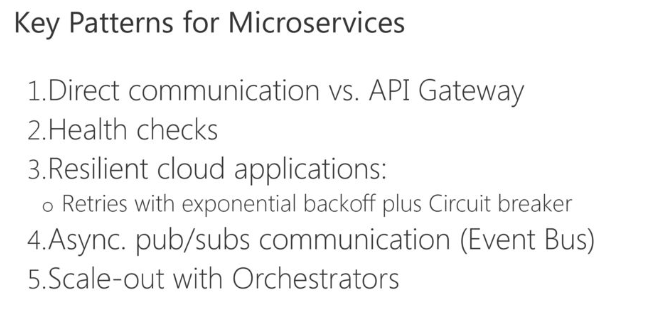 Key Patterns for Microservices
1.Direct communication vs. API Gateway
2.Health checks
3.Resilient cloud applications:
o Retries with exponential backoff plus Circuit breaker
4.Async. pub/subs communication (Event Bus)
5.Scale-out with Orchestrators